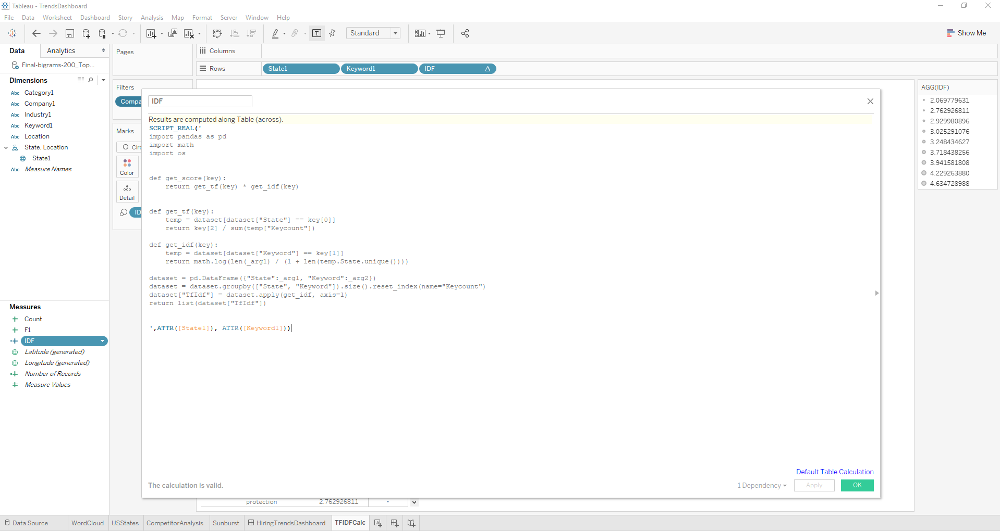 Tableau - TrendsDashboard
File Data Worksheet Dashboard Story Analysis Map Format Server Window Help
Standard
Show Me
Data Analytics
Final-bigrams-200_Top...
Dimensions
Abc Category1
Abc Company1
Abc Industry1
Abc Keyword1
Abc Location
State, Location
State1
Abc Measure Names
Measures
Count
F1
IDF
Latitude (generated)
Longitude (generated)
Number of Records
Measure Values
Pages
Filters
Compa
Marks
Circ
Color
Detail
ID
Columns
Rows State1 Keyword1 IDF
IDF
Results are computed along Table (across).
SCRIPT_REAL('
import pandas as pd
import math
import os
def get_score(key):
    return get_tf(key) * get_idf(key)
def get_tf(key):
    temp = dataset[dataset["State"] == key[0]]
    return key[2] / sum(temp["Keycount"])
def get_idf(key):
    temp = dataset[dataset["Keyword"] == key[1]]
    return math.log(len(_arg1) / (1 + len(temp.State.unique())))
dataset = pd.DataFrame({"State":_arg1, "Keyword":_arg2})
dataset = dataset.groupby(["State", "Keyword"]).size().reset_index(name="Keycount")
dataset["TfIdf"] = dataset.apply(get_idf, axis=1)
return list(dataset["TfIdf"])
',ATTR([State1]), ATTR([Keyword1]))
Default Table Calculation
The calculation is valid.
1 Dependency Apply OK
protection 2.762926811
AGG(IDF)
2.069779631
2.762926811
2.929980896
3.025291076
3.248434627
3.718438256
3.941581808
4.229263880
4.634728988
Data Source WordCloud USStates CompetitorAnalysis Sunburst HiringTrendsDashboard TFIDFCalc